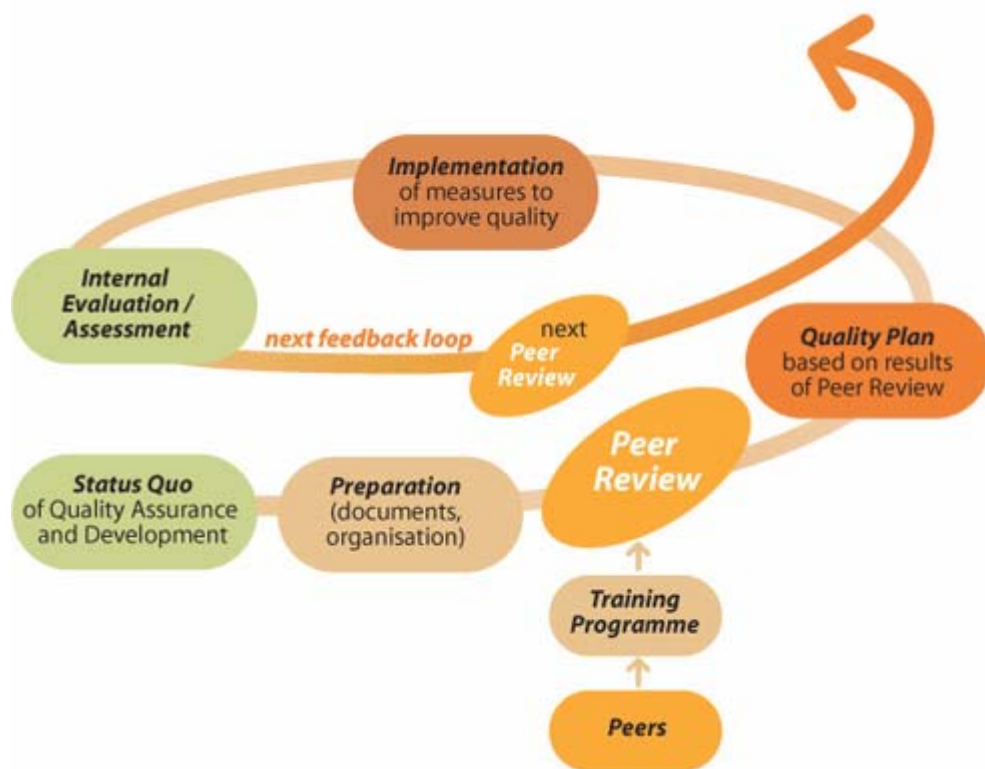 Implementation
of measures to
improve quality
Internal
Evaluation /
Assessment
next feedback loop
next
Peer
Review
Quality Plan
based on results
of Peer Review
Peer
Review
Status Quo
of Quality Assurance
and Development
Preparation
(documents,
organisation)
Training
Programme
Peers